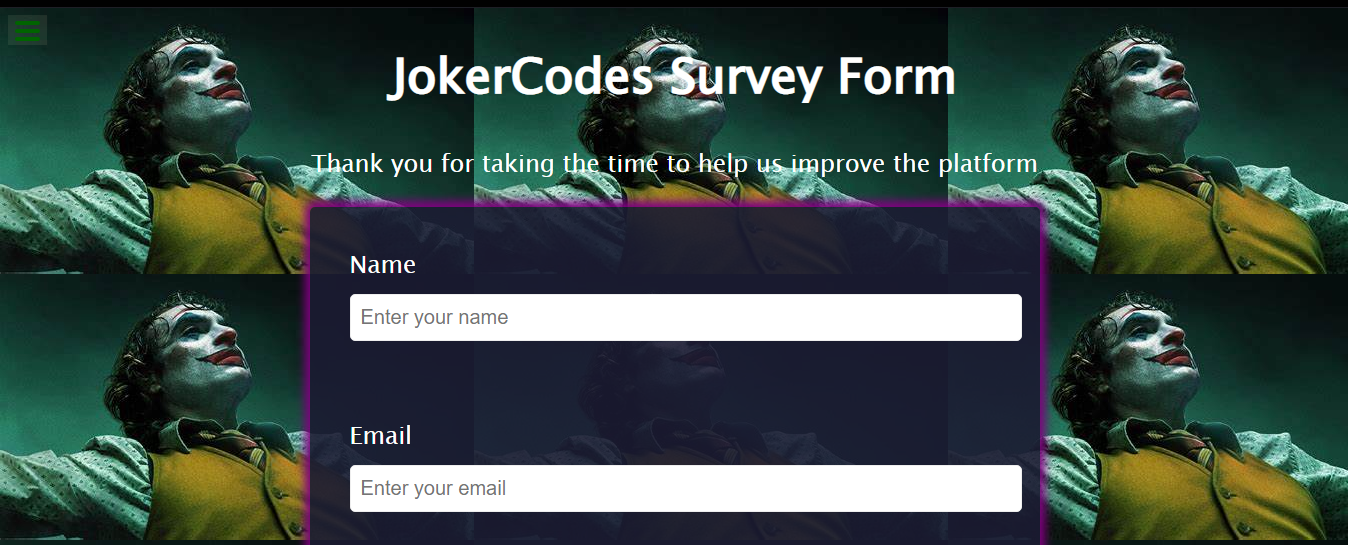 JokerCodes Survey Form
Thank you for taking the time to help us improve the platform
Name
Enter your name
Email
Enter your email